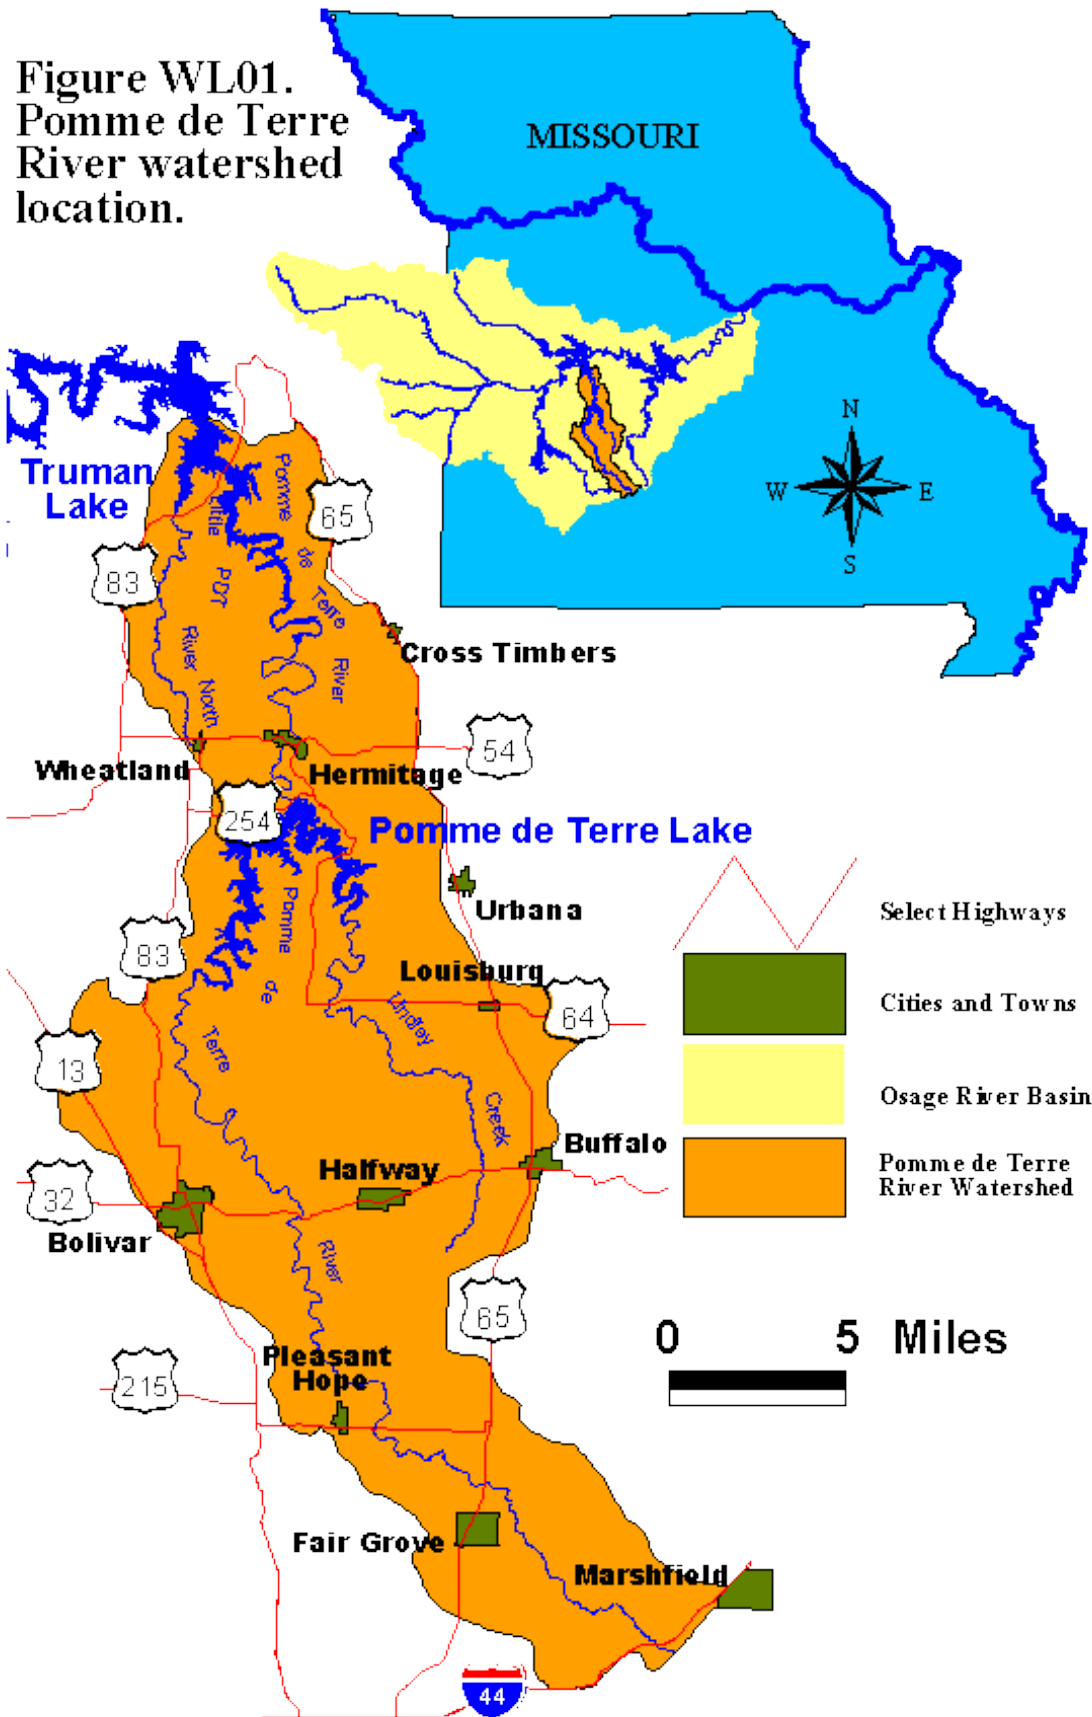 Figure WL01.
Pomme de Terre
River watershed
location.
MISSOURI
N
W
E
S
Truman
Lake
65
83
Pomme
de
Terre
River
Little
PDT
River
North
Cross Timbers
54
Wheatland
Hermitage
254
Pomme de Terre Lake
Urbana
Select Highways
83
Pomme
de
Terre
River
Louisburg
64
Cities and Towns
Lindley
Creek
13
Osage River Basin
Buffalo
Halfway
32
Pomme de Terre
River Watershed
Bolivar
65
0 5 Miles
Pleasant
Hope
215
Fair Grove
Marshfield
44